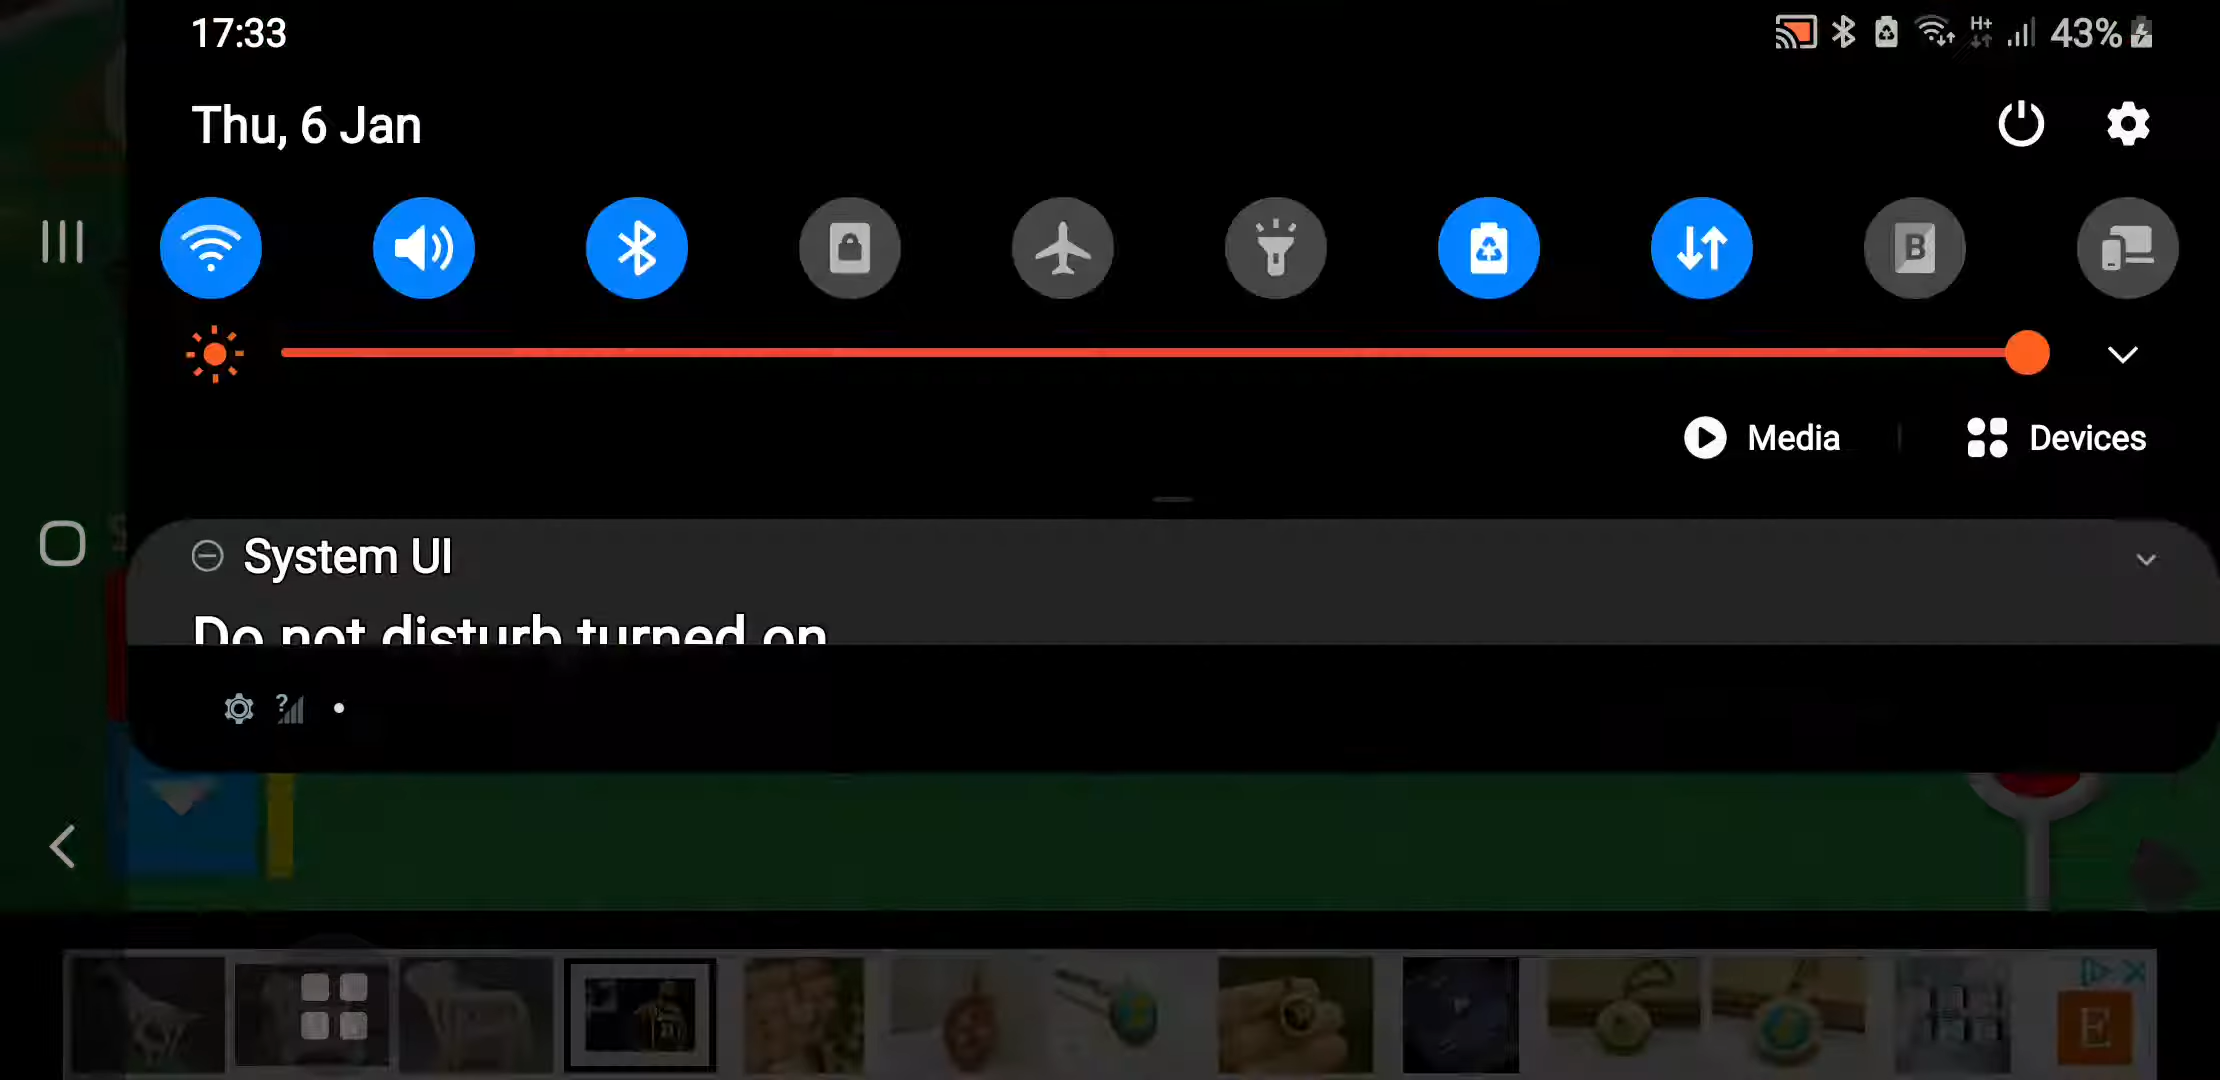 17:33
H+
43%
Thu, 6 Jan
B
Media
Devices
System UI
Do not disturb turned on
?
E